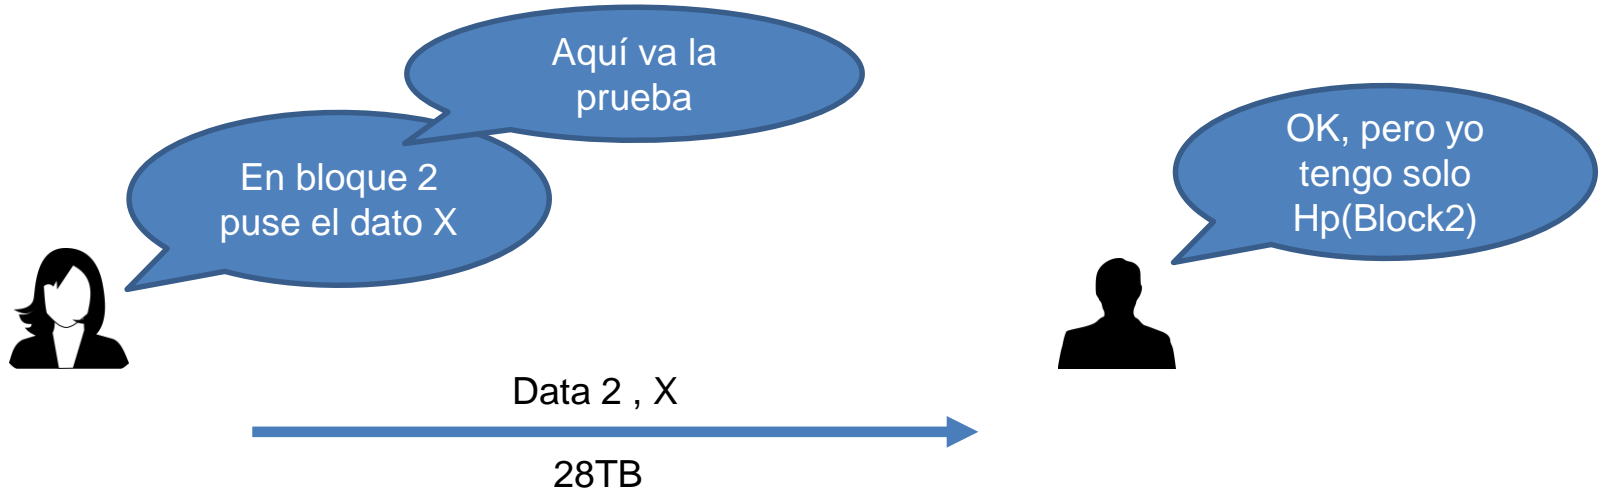 Aquí va la
prueba
En bloque 2
puse el dato X
OK, pero yo
tengo solo
Hp(Block2)
Data 2 , X
28TB